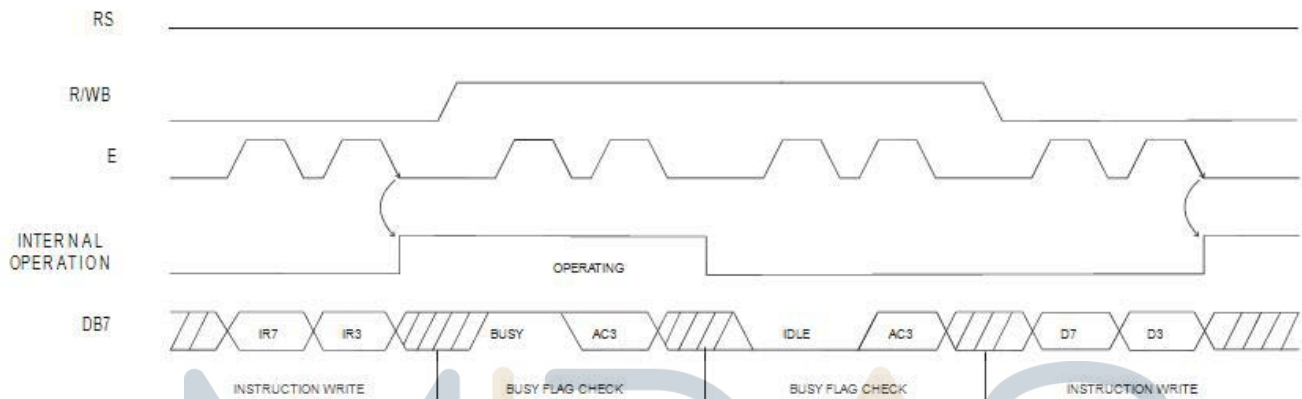 RS
R/WB
E
INTERNAL
OPERATION
OPERATING
DB7
IR7 IR3 BUSY AC3 IDLE AC3 D7 D3
INSTRUCTION WRITE BUSY FLAG CHECK BUSY FLAG CHECK INSTRUCTION WRITE